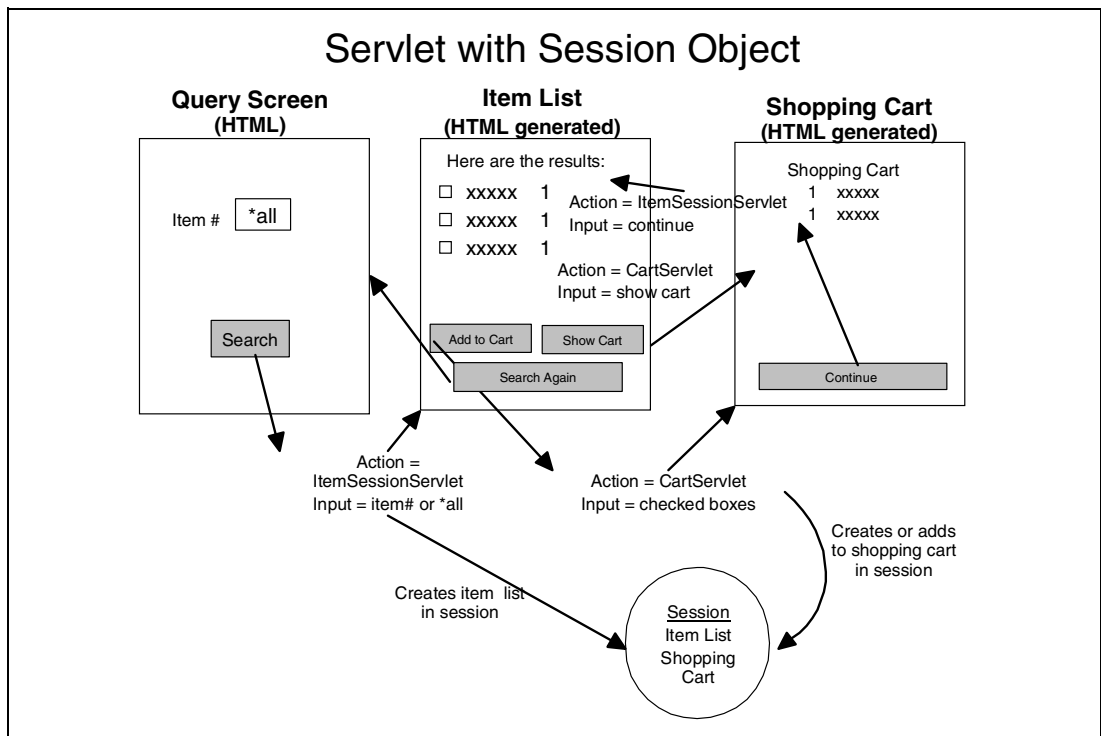 Servlet with Session Object
Query Screen
(HTML)
Item #
*all
Search
Item List
(HTML generated)
Here are the results:
xxxxx 1
xxxxx 1
xxxxx 1
Action = ItemSessionServlet
Input = continue
Action = CartServlet
Input = show cart
Add to Cart
Show Cart
Search Again
Shopping Cart
(HTML generated)
Shopping Cart
1 xxxxx
1 xxxxx
Continue
Action =
ItemSessionServlet
Input = item# or *all
Action = CartServlet
Input = checked boxes
Creates item list
in session
Creates or adds
to shopping cart
in session
Session
Item List
Shopping
Cart